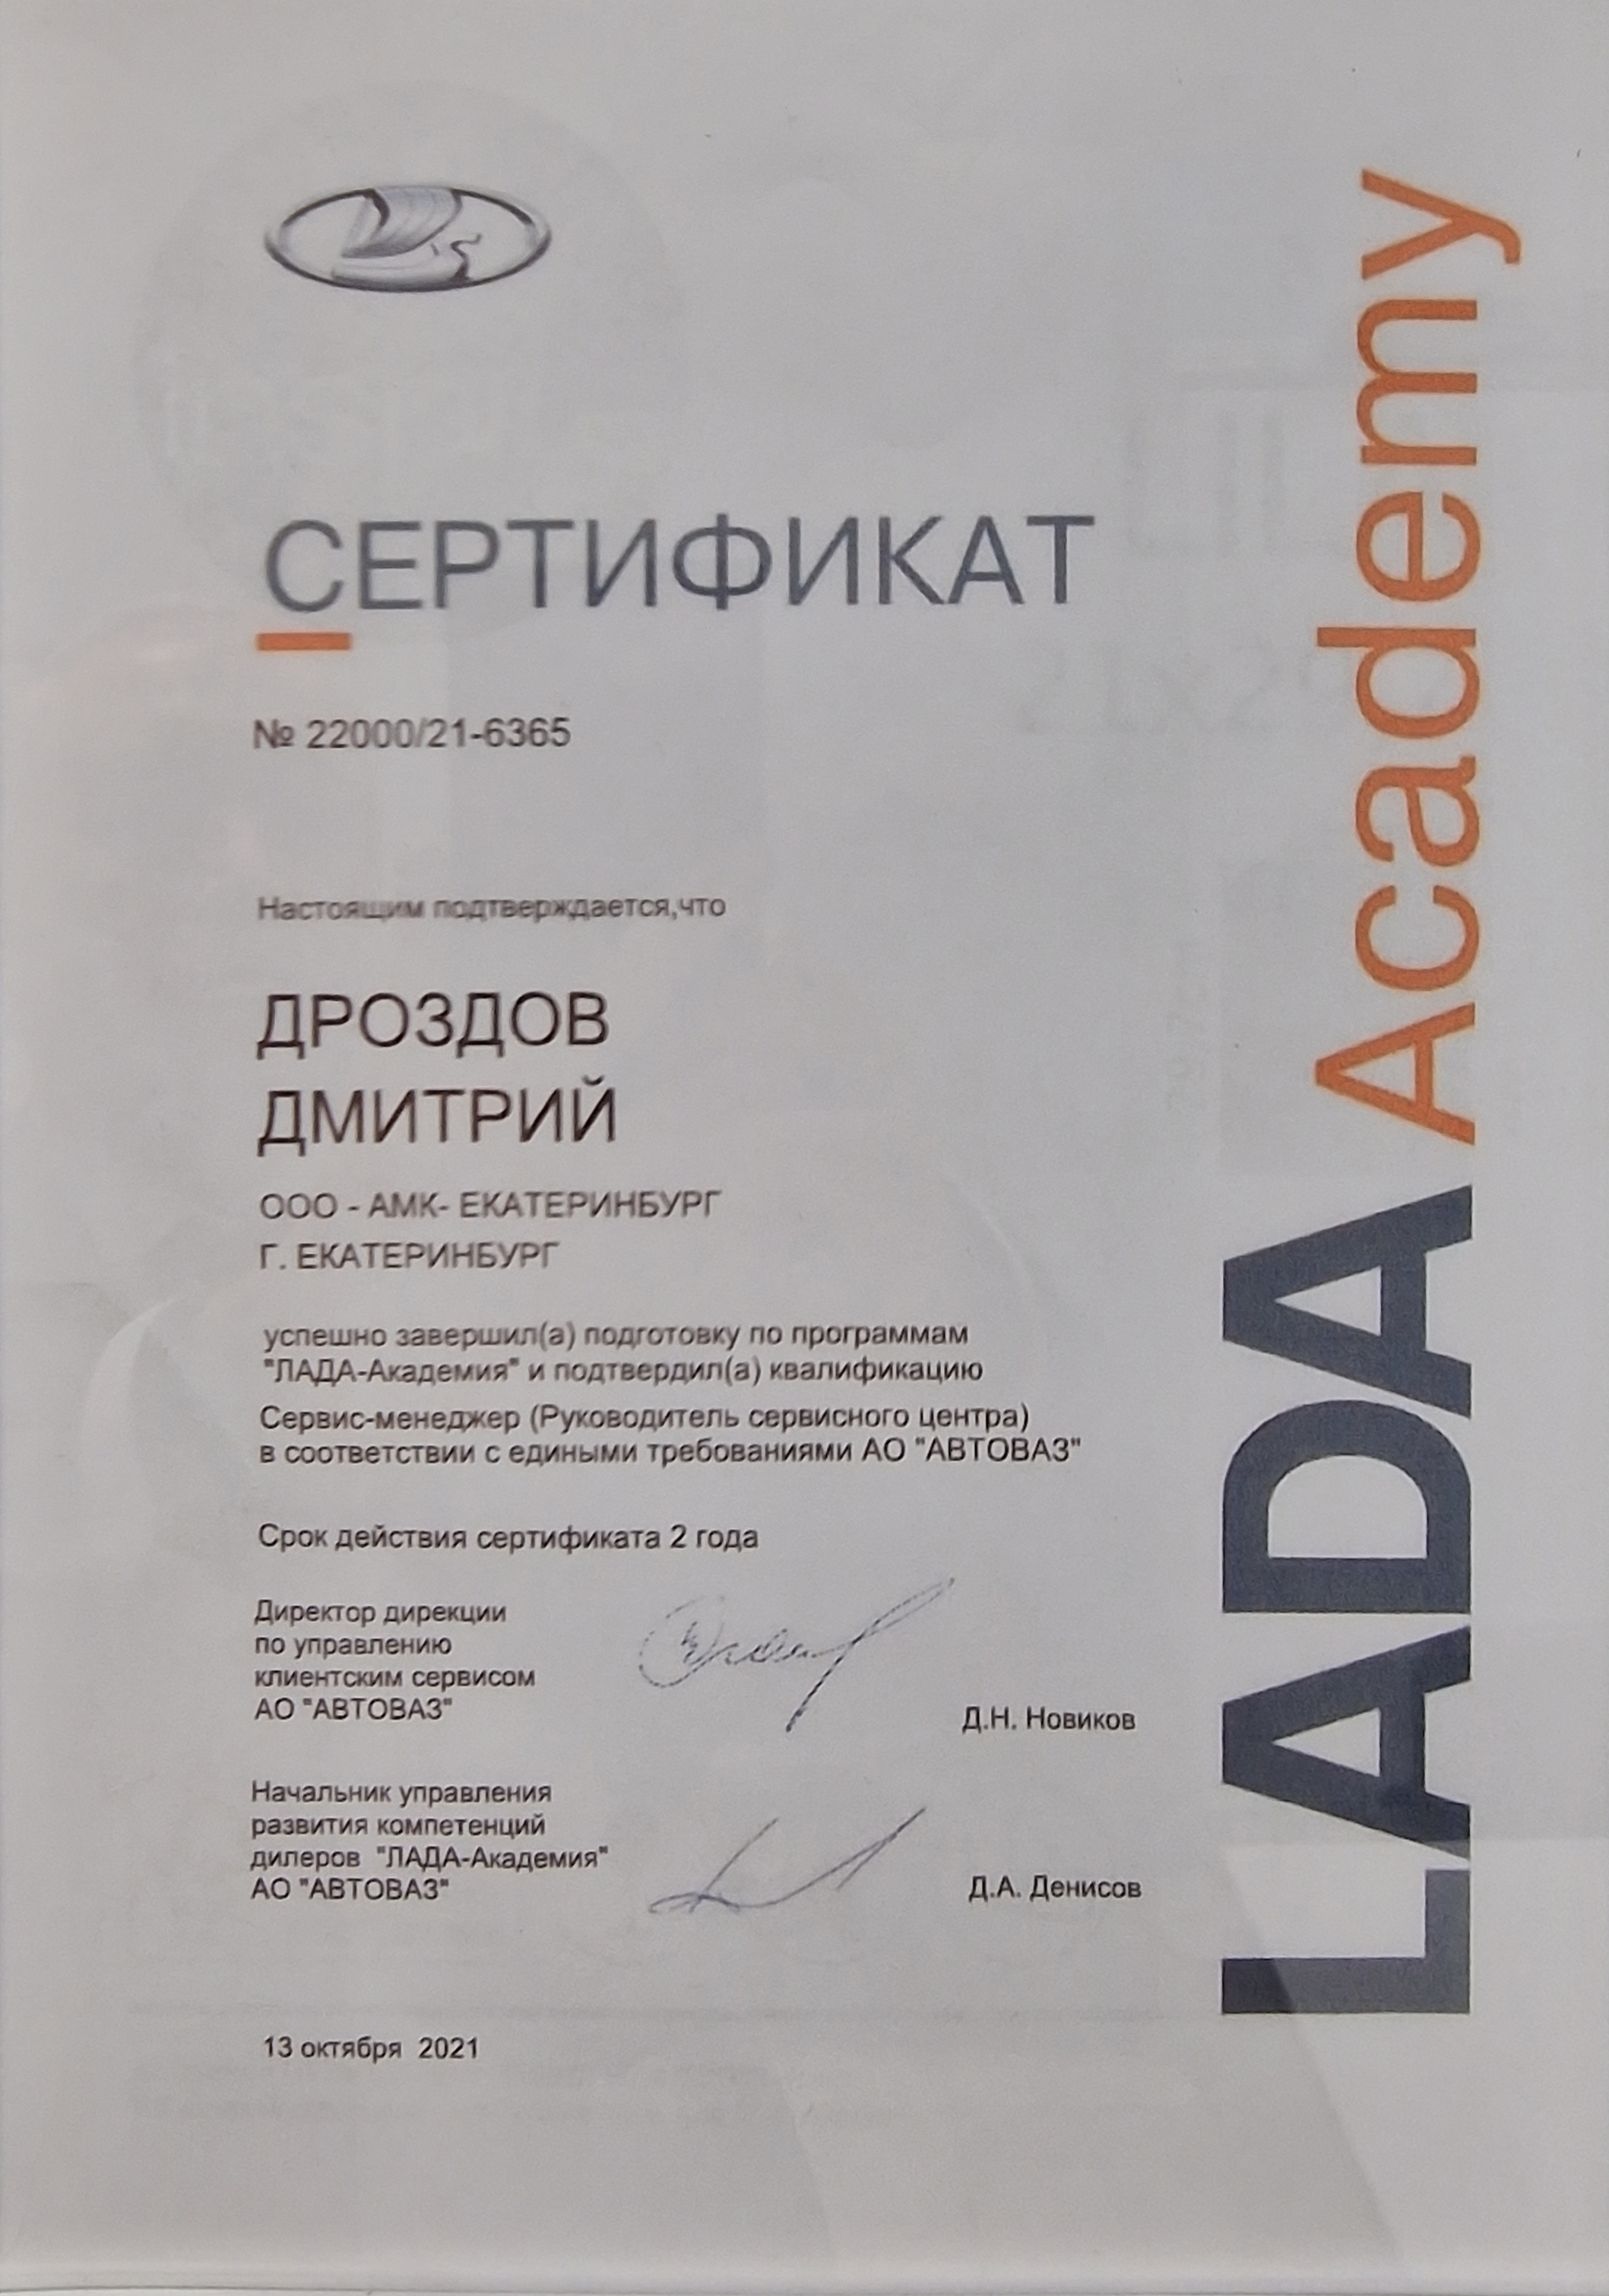 СЕРТИФИКАТ
№ 22000/21-6365
Настоящим подтверждается,что
ДРОЗДОВ
ДМИТРИЙ
ООО - АМК- ЕКАТЕРИНБУРГ
Г. ЕКАТЕРИНБУРГ
успешно завершил(а) подготовку по программам
"ЛАДА-Академия" и подтвердил(а) квалификацию
Сервис-менеджер (Руководитель сервисного центра)
в соответствии с едиными требованиями АО "АВТОВАЗ"
Срок действия сертификата 2 года
Директор дирекции
по управлению
клиентским сервисом
АО "АВТОВАЗ"
Д.Н. Новиков
Начальник управления
развития компетенций
дилеров "ЛАДА-Академия"
АО "АВТОВАЗ"
Д.А. Денисов
13 октября 2021
LADA Academy